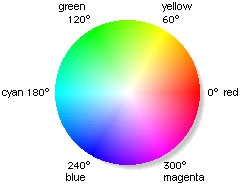 green yellow
120° 60°
cyan 180° 0° red
240° 300°
blue magenta